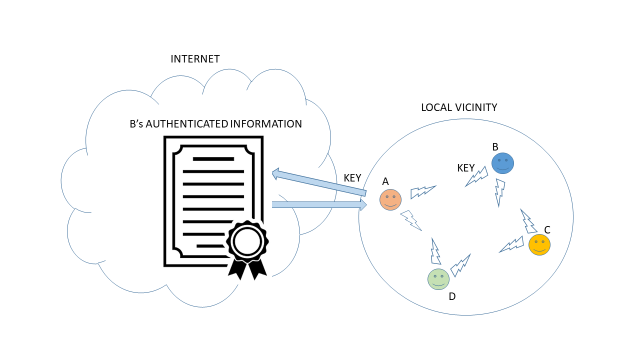 INTERNET
B's AUTHENTICATED INFORMATION
LOCAL VICINITY
KEY
A
B
KEY
C
D